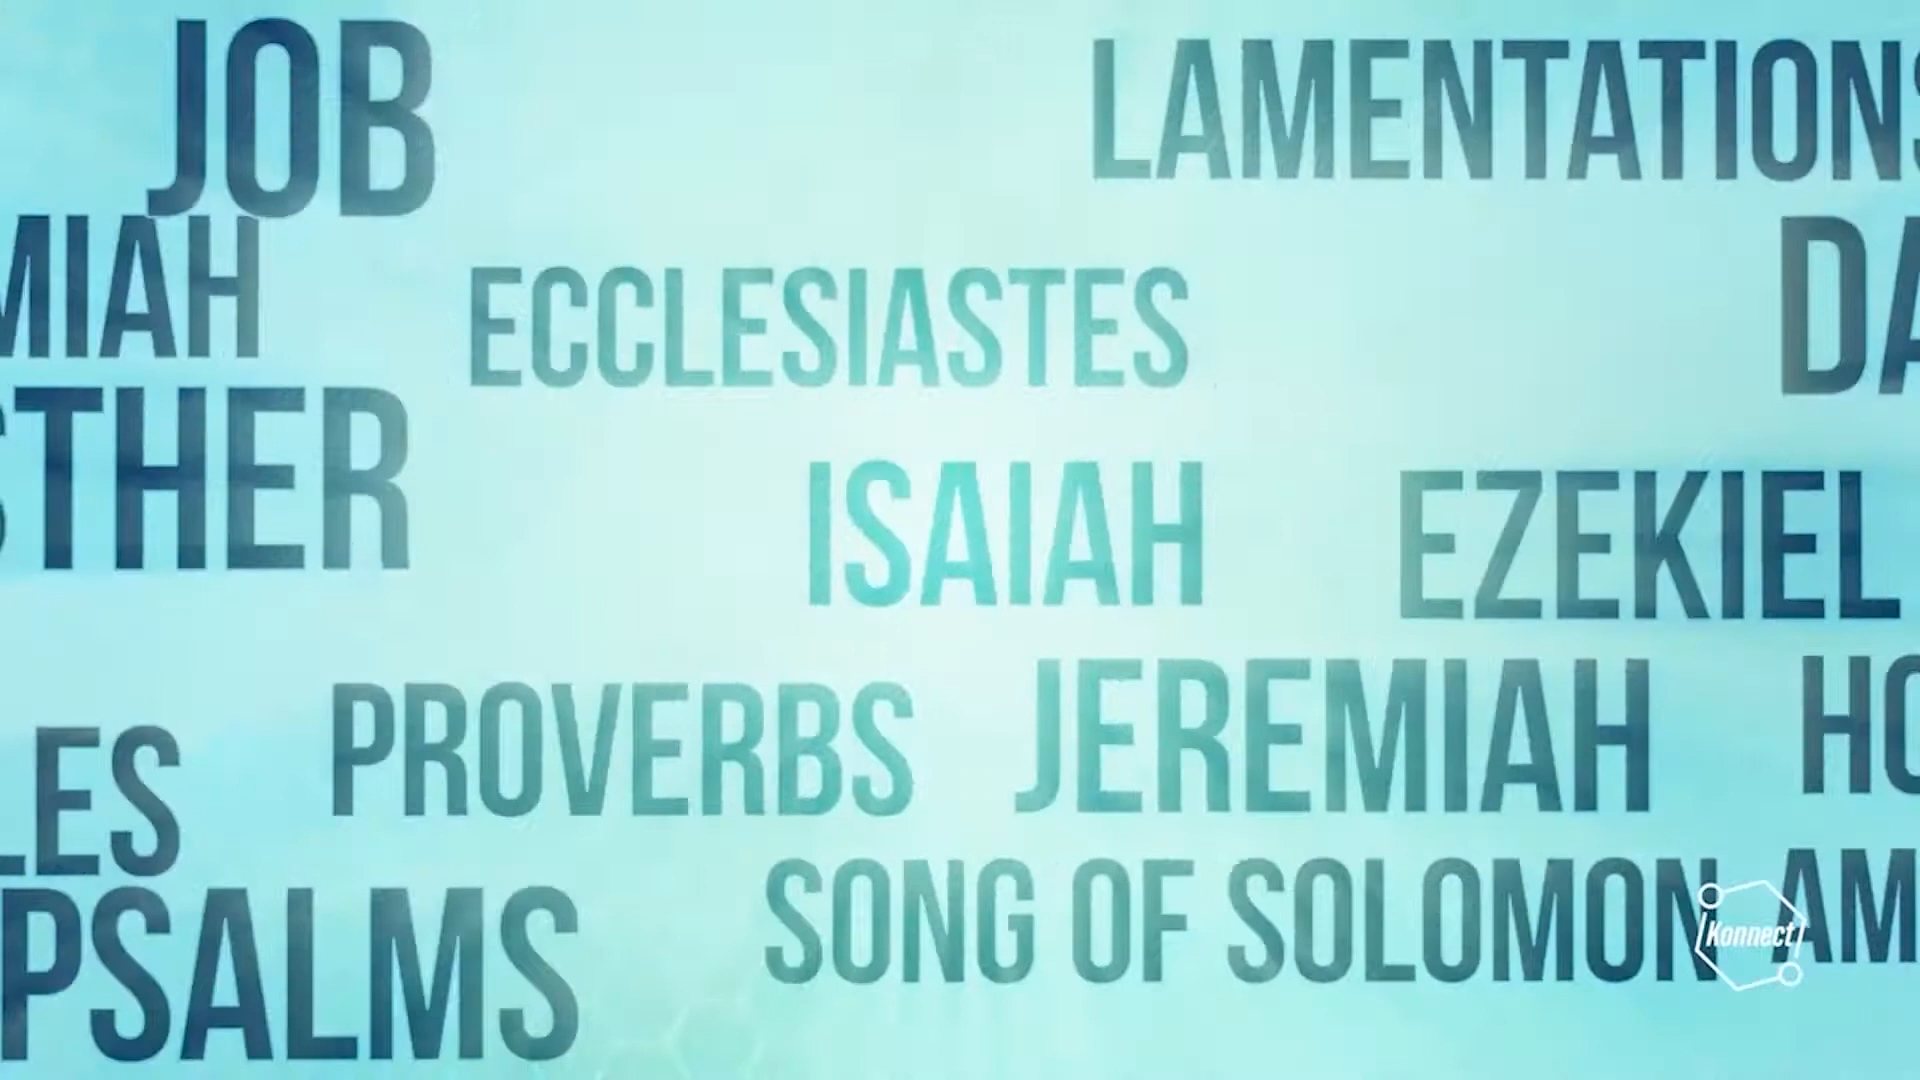 JOB
LAMENTATIONS
MIAH
ECCLESIASTES
DA
STHER
ISAIAH
EZEKIEL
PROVERBS
JEREMIAH
HO
LES
PSALMS
SONG OF SOLOMON
AM
Konnect